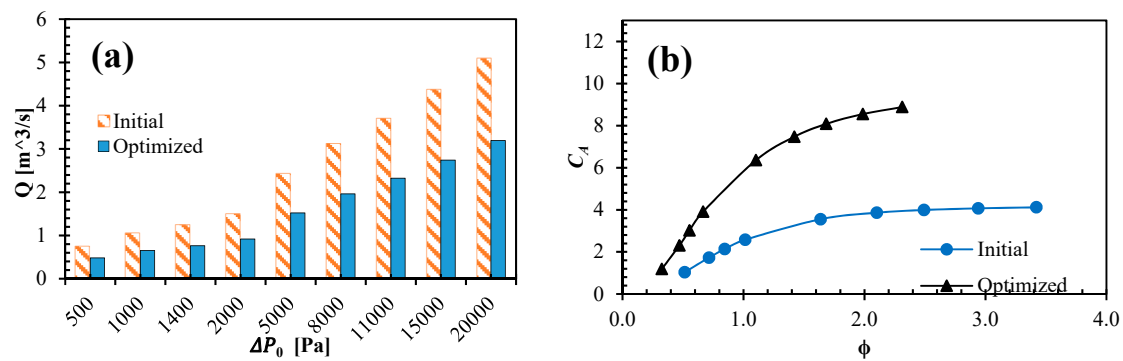 (a)
Q [m^3/s]
6
5
4
3
2
1
0
Initial
Optimized
500 1000 1400 2000 5000 8000 11000 15000 20000
ΔP₀ [Pa]
(b)
C_A
12
10
8
6
4
2
0
Initial
Optimized
0.0 1.0 2.0 3.0 4.0
ϕ